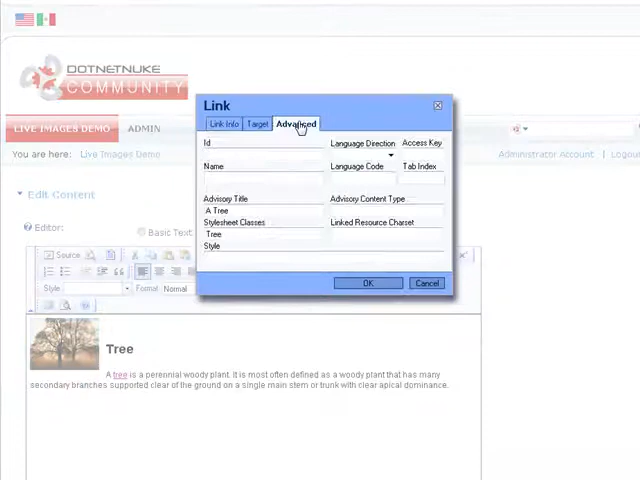 DOTNETNUKE
COMMUNITY
LIVE IMAGES DEMO
ADMIN
You are here: Live Images Demo
Administrator Account
Logou
Edit Content
Editor:
Basic Text
Source
Style
Format
Normal
Link
Link Info
Target
Advanced
Id
Language Direction
Access Key
Name
Language Code
Tab Index
Advisory Title
Advisory Content Type
A Tree
Stylesheet Classes
Linked Resource Charset
Tree
Style
OK
Cancel
Tree
A tree is a perennial woody plant. It is most often defined as a woody plant that has many
secondary branches supported clear of the ground on a single main stem or trunk with clear apical dominance.